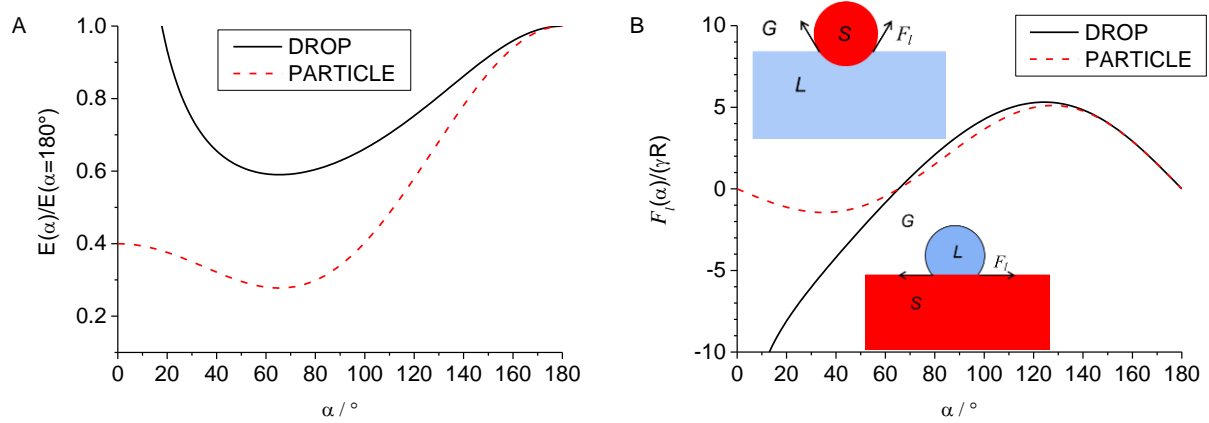 A
E(α)/E(α=180°)
1.0
0.8
0.6
0.4
0.2
DROP
PARTICLE
0 20 40 60 80 100 120 140 160 180
α / °
B
F_l(α)/(γR)
10
5
0
-5
-10
G
S
F_l
L
DROP
PARTICLE
G
L
F_l
S
0 20 40 60 80 100 120 140 160 180
α / °